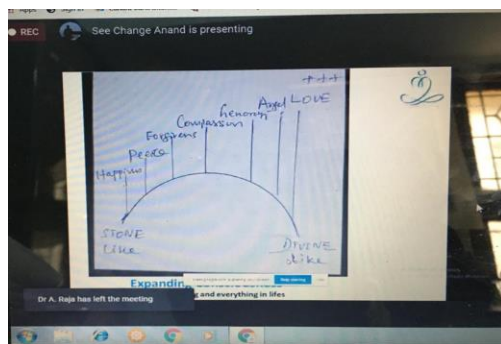 REC
See Change Anand is presenting
+++
Angel LOVE
Compassion
Forgiveness
Peace
Happiness
STONE
Like
DIVINE
Like
Expandin
g and everything in lifes
Dr A. Raja has left the meeting